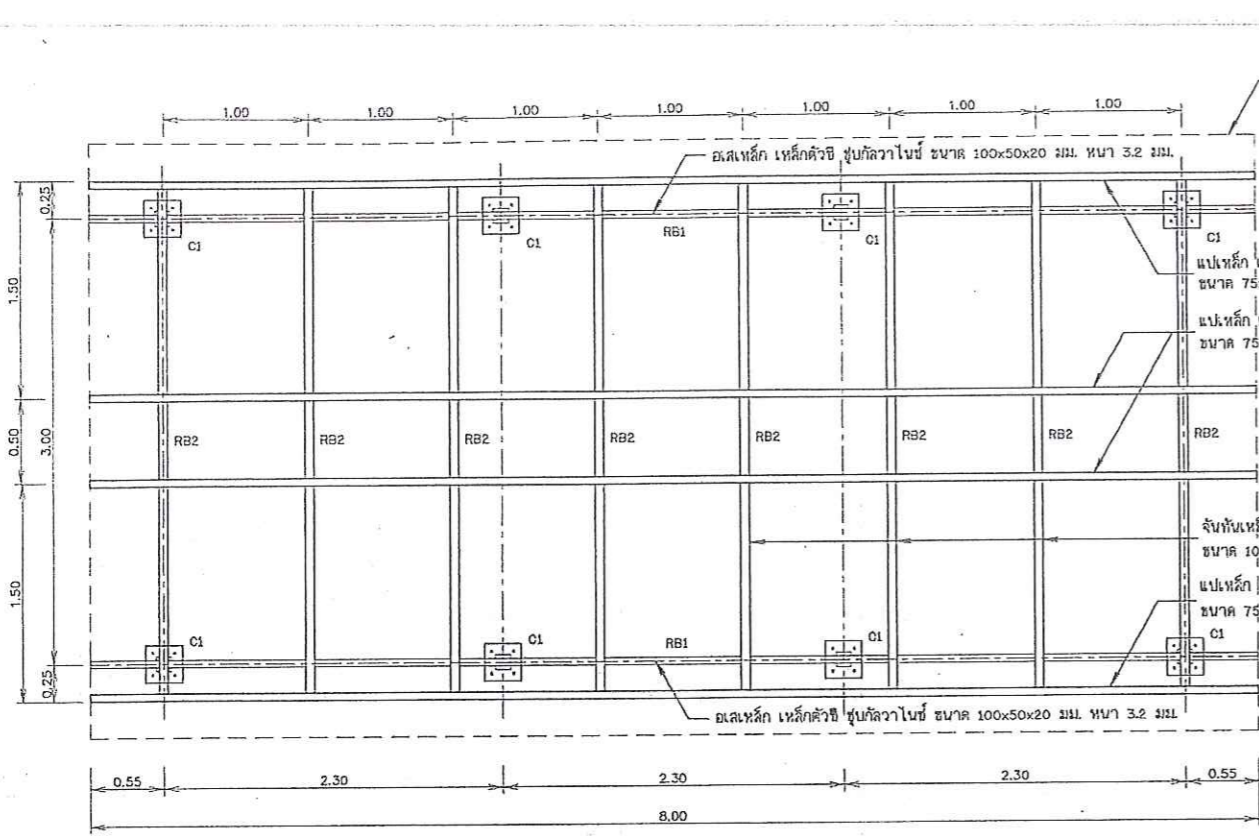 1.00 1.00 1.00 1.00 1.00 1.00 1.00
อเสเหล็ก เหล็กตัวซี ชุบกัลวาไนซ์ ขนาด 100x50x20 มม. หนา 3.2 มม.
0.25
C1 C1 RB1 C1 C1
แปเหล็ก
ขนาด 75
1.50
แปเหล็ก
ขนาด 75
0.50 3.00 RB2 RB2 RB2 RB2 RB2 RB2 RB2 RB2
ขนาด 10
1.50
แปเหล็ก
ขนาด 75
C1 C1 RB1 C1 C1
0.25
อเสเหล็ก เหล็กตัวซี ชุบกัลวาไนซ์ ขนาด 100x50x20 มม. หนา 3.2 มม.
0.55 2.30 2.30 2.30 0.55
8.00